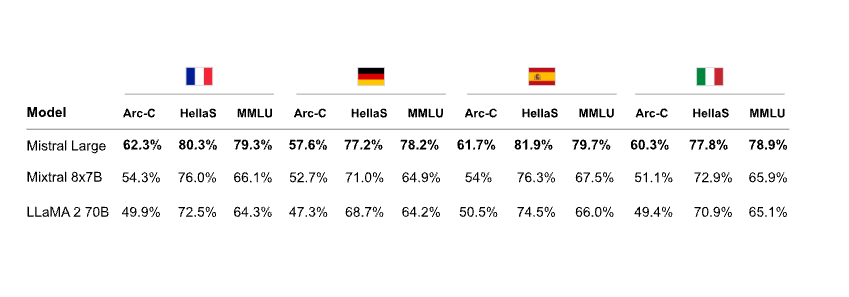 Model Arc-C HellaS MMLU Arc-C HellaS MMLU Arc-C HellaS MMLU Arc-C HellaS MMLU
Mistral Large 62.3% 80.3% 79.3% 57.6% 77.2% 78.2% 61.7% 81.9% 79.7% 60.3% 77.8% 78.9%
Mixtral 8x7B 54.3% 76.0% 66.1% 52.7% 71.0% 64.9% 54% 76.3% 67.5% 51.1% 72.9% 65.9%
LLaMA 2 70B 49.9% 72.5% 64.3% 47.3% 68.7% 64.2% 50.5% 74.5% 66.0% 49.4% 70.9% 65.1%